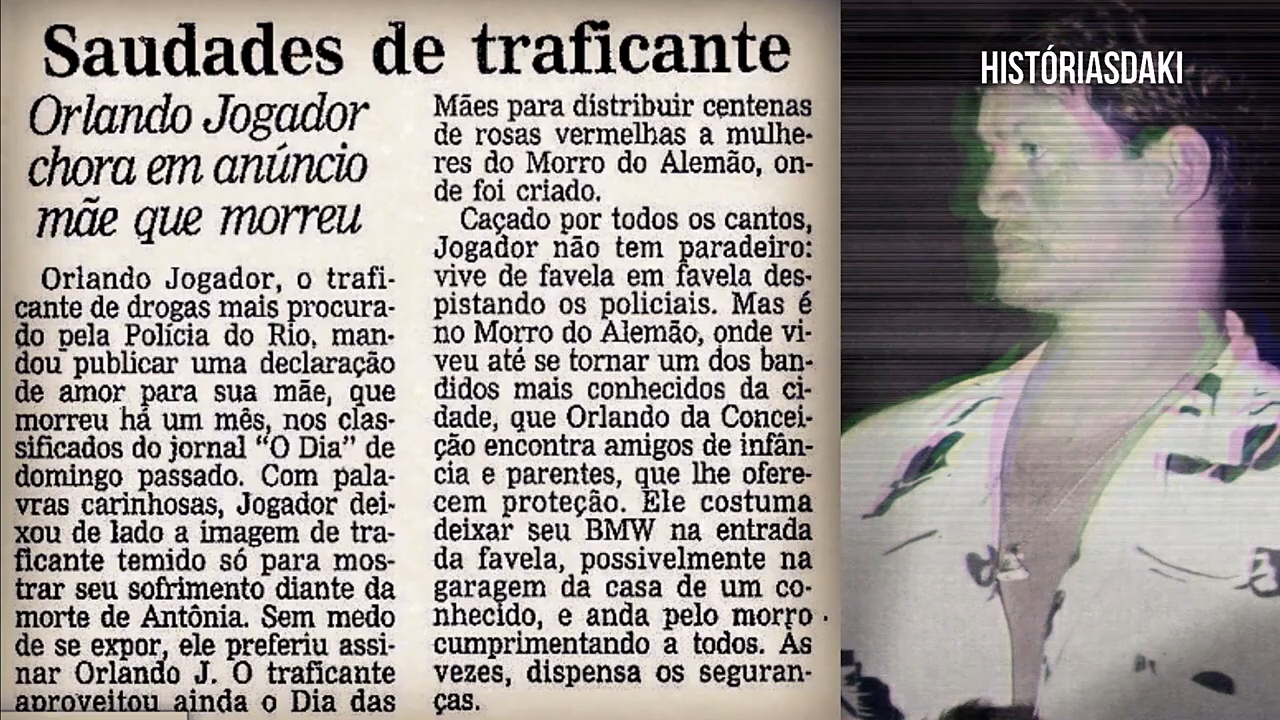 Saudades de traficante
Orlando Jogador
chora em anúncio
mãe que morreu
Orlando Jogador, o trafi-
cante de drogas mais procura-
do pela Polícia do Rio, man-
dou publicar uma declaração
de amor para sua mãe, que
morreu há um mês, nos clas-
sificados do jornal “O Dia” de
domingo passado. Com pala-
vras carinhosas, Jogador dei-
xou de lado a imagem de tra-
ficante temido só para mos-
trar seu sofrimento diante da
morte de Antônia. Sem medo
de se expor, ele preferiu assi-
nar Orlando J. O traficante
aproveitou ainda o Dia das
Mães para distribuir centenas
de rosas vermelhas a mulhe-
res do Morro do Alemão, on-
de foi criado.
Caçado por todos os cantos,
Jogador não tem paradeiro:
vive de favela em favela des-
pistando os policiais. Mas é
no Morro do Alemão, onde vi-
veu até se tornar um dos ban-
didos mais conhecidos da ci-
dade, que Orlando da Concei-
ção encontra amigos de infân-
cia e parentes, que lhe ofere-
cem proteção. Ele costuma
deixar seu BMW na entrada
da favela, possivelmente na
garagem da casa de um co-
nhecido, e anda pelo morro
cumprimentando a todos. Às
vezes, dispensa os seguran-
ças.
HISTÓRIASDAKI